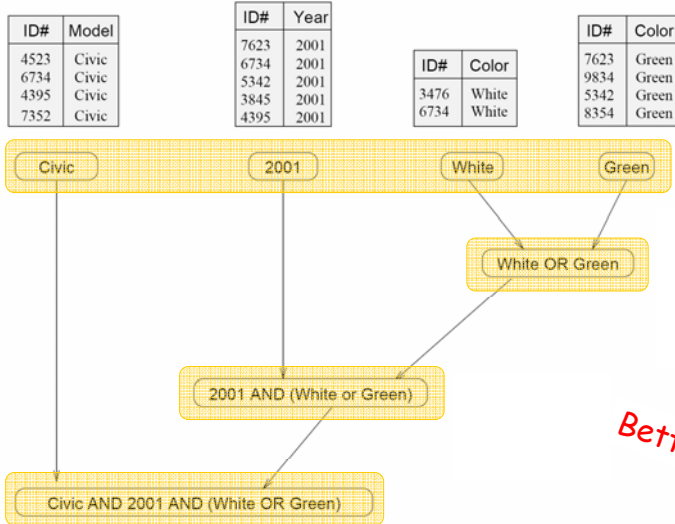 ID# Model
4523 Civic
6734 Civic
4395 Civic
7352 Civic
ID# Year
7623 2001
6734 2001
5342 2001
3845 2001
4395 2001
ID# Color
3476 White
6734 White
ID# Color
7623 Green
9834 Green
5342 Green
8354 Green
Civic
2001
White
Green
White OR Green
2001 AND (White or Green)
Civic AND 2001 AND (White OR Green)